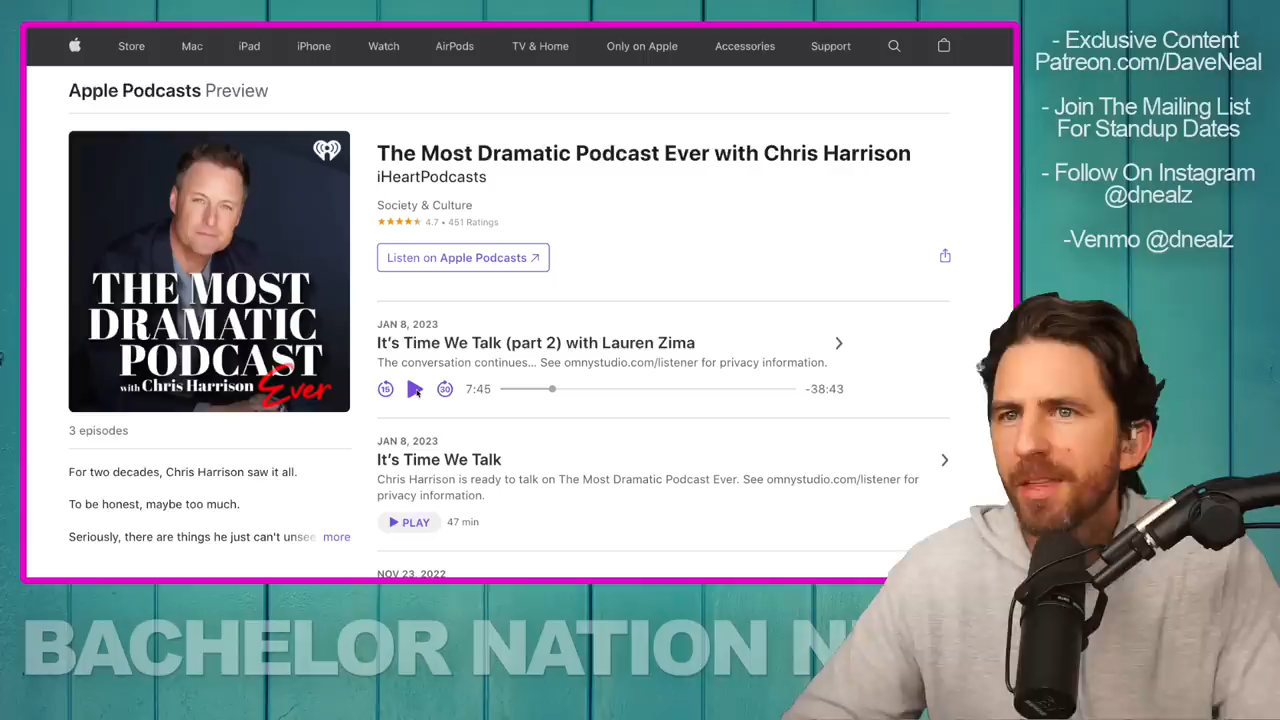 Store Mac iPad iPhone Watch AirPods TV & Home Only on Apple Accessories Support
Apple Podcasts Preview
THE MOST
DRAMATIC
PODCAST
with Chris Harrison Ever
3 episodes
For two decades, Chris Harrison saw it all.
To be honest, maybe too much.
Seriously, there are things he just can't unsee more
The Most Dramatic Podcast Ever with Chris Harrison
iHeartPodcasts
Society & Culture
★★★★★ 4.7 • 451 Ratings
Listen on Apple Podcasts ↗
JAN 8, 2023
It's Time We Talk (part 2) with Lauren Zima
The conversation continues... See omnystudio.com/listener for privacy information.
15 30 7:45 -38:43
JAN 8, 2023
It's Time We Talk
Chris Harrison is ready to talk on The Most Dramatic Podcast Ever. See omnystudio.com/listener for
privacy information.
PLAY 47 min
NOV 23, 2022
- Exclusive Content
Patreon.com/DaveNeal
- Join The Mailing List
For Standup Dates
- Follow On Instagram
@dnealz
-Venmo @dnealz
BACHELOR NATION N